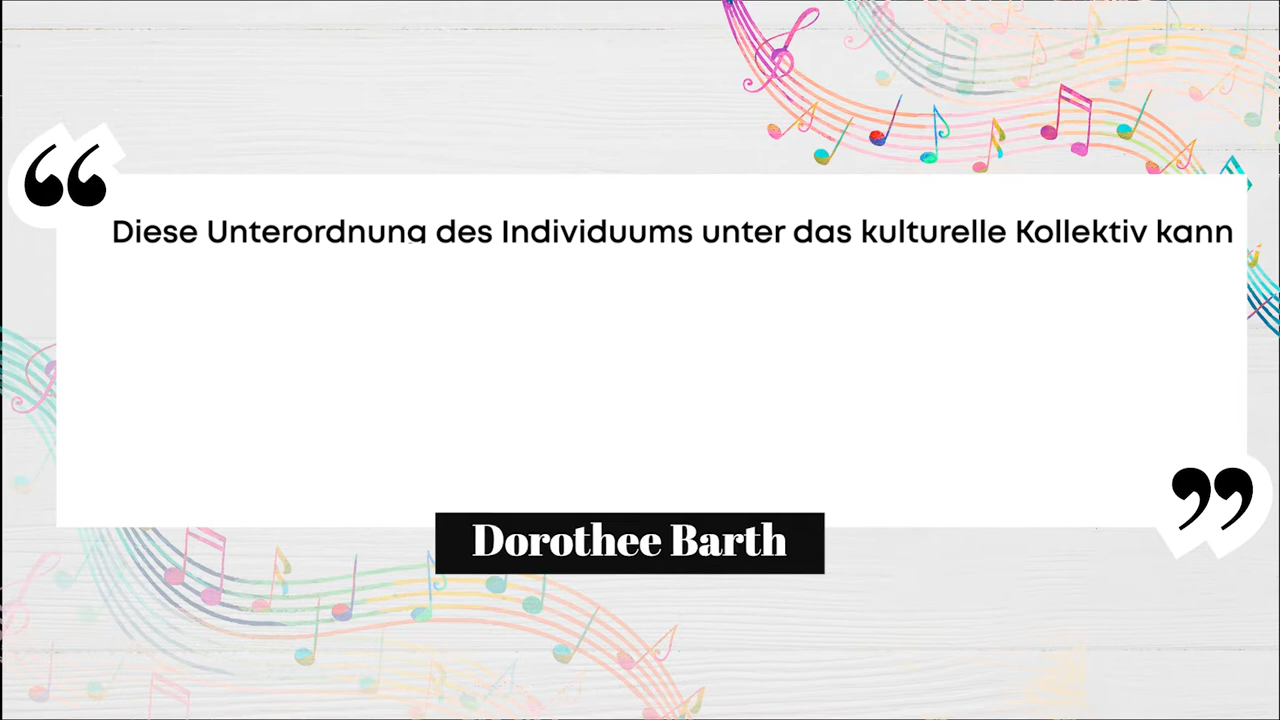 “
Diese Unterordnung des Individuums unter das kulturelle Kollektiv kann
”
Dorothee Barth